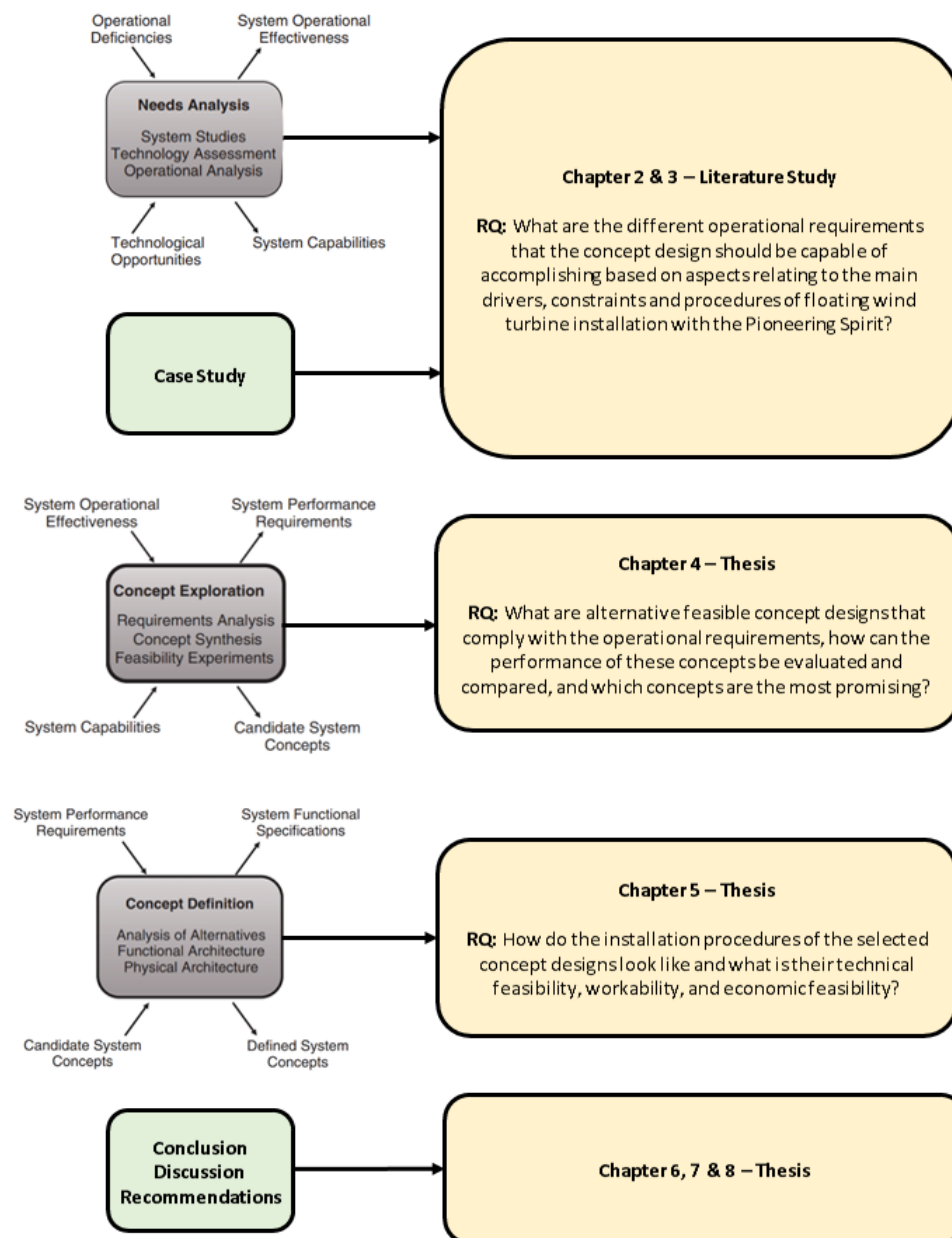 Operational
Deficiencies
System Operational
Effectiveness
Needs Analysis
System Studies
Technology Assessment
Operational Analysis
Technological
Opportunities
System Capabilities
Chapter 2 & 3 – Literature Study
RQ: What are the different operational requirements
that the concept design should be capable of
accomplishing based on aspects relating to the main
drivers, constraints and procedures of floating wind
turbine installation with the Pioneering Spirit?
Case Study
System Operational
Effectiveness
System Performance
Requirements
Concept Exploration
Requirements Analysis
Concept Synthesis
Feasibility Experiments
System Capabilities
Candidate System
Concepts
Chapter 4 – Thesis
RQ: What are alternative feasible concept designs that
comply with the operational requirements, how can the
performance of these concepts be evaluated and
compared, and which concepts are the most promising?
System Performance
Requirements
System Functional
Specifications
Concept Definition
Analysis of Alternatives
Functional Architecture
Physical Architecture
Candidate System
Concepts
Defined System
Concepts
Chapter 5 – Thesis
RQ: How do the installation procedures of the selected
concept designs look like and what is their technical
feasibility, workability, and economic feasibility?
Conclusion
Discussion
Recommendations
Chapter 6, 7 & 8 – Thesis